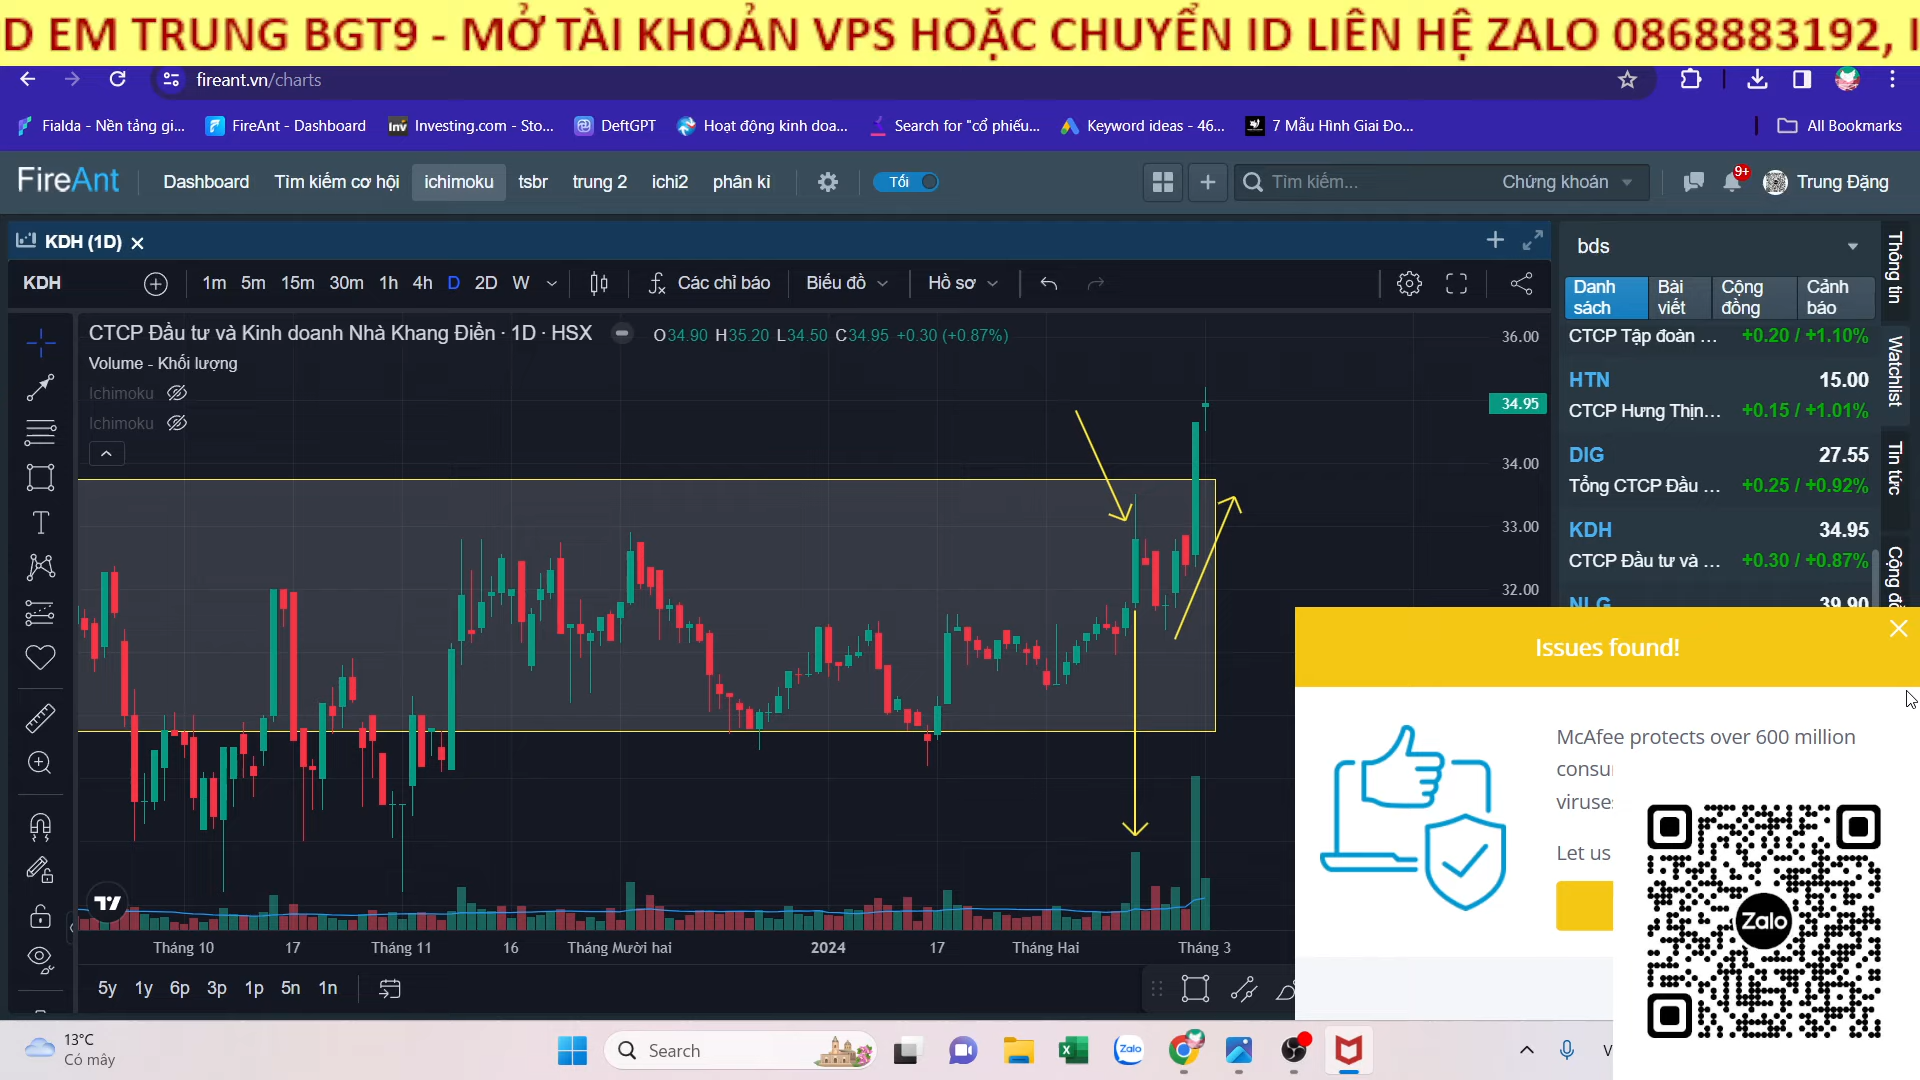 D EM TRUNG BGT9 - MỞ TÀI KHOẢN VPS HOẶC CHUYỂN ID LIÊN HỆ ZALO 0868883192, I
fireant.vn/charts
Fialda - Nền tảng gi... FireAnt - Dashboard Investing.com - Sto... DeftGPT Hoạt động kinh doa... Search for "cổ phiếu... Keyword ideas - 46... 7 Mẫu Hình Giai Đo... All Bookmarks
FireAnt Dashboard Tìm kiếm cơ hội ichimoku tsbr trung 2 ichi2 phân kì Tối Tìm kiếm... Chứng khoán 9+ Trung Đặng
KDH (1D)
KDH 1m 5m 15m 30m 1h 4h D 2D W Các chỉ báo Biểu đồ Hồ sơ
CTCP Đầu tư và Kinh doanh Nhà Khang Điền · 1D · HSX O34.90 H35.20 L34.50 C34.95 +0.30 (+0.87%)
Volume - Khối lượng
Ichimoku
Ichimoku
36.00
34.95
34.00
33.00
32.00
Tháng 10 17 Tháng 11 16 Tháng Mười hai 2024 17 Tháng Hai Tháng 3
5y 1y 6p 3p 1p 5n 1n
bds
Danh sách Bài viết Cộng đồng Cảnh báo
CTCP Tập đoàn ... +0.20 / +1.10%
HTN 15.00
CTCP Hưng Thịn... +0.15 / +1.01%
DIG 27.55
Tổng CTCP Đầu ... +0.25 / +0.92%
KDH 34.95
CTCP Đầu tư và ... +0.30 / +0.87%
NLG 39.90
Thông tin
Watchlist
Tin tức
Cộng
Issues found!
McAfee protects over 600 million
Let us
Zalo
13°C
Có mây
Search
Zalo